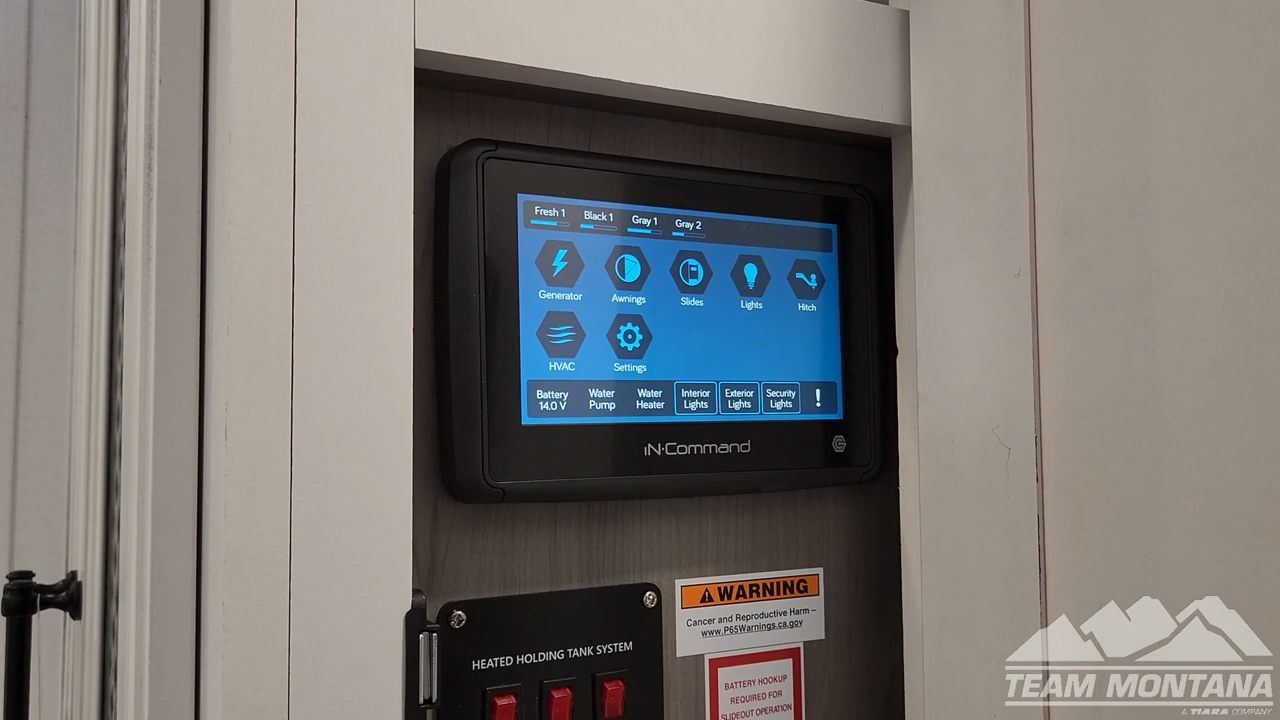 Fresh 1 Black 1 Gray 1 Gray 2
Generator Awnings Slides Lights Hitch
HVAC Settings
Battery
14.0 V
Water
Pump
Water
Heater
Interior
Lights
Exterior
Lights
Security
Lights
!
iN·Command
WARNING
Cancer and Reproductive Harm –
www.P65Warnings.ca.gov
HEATED HOLDING TANK SYSTEM
BATTERY HOOKUP
REQUIRED FOR
SLIDEOUT OPERATION
TEAM MONTANA
A TIARA COMPANY